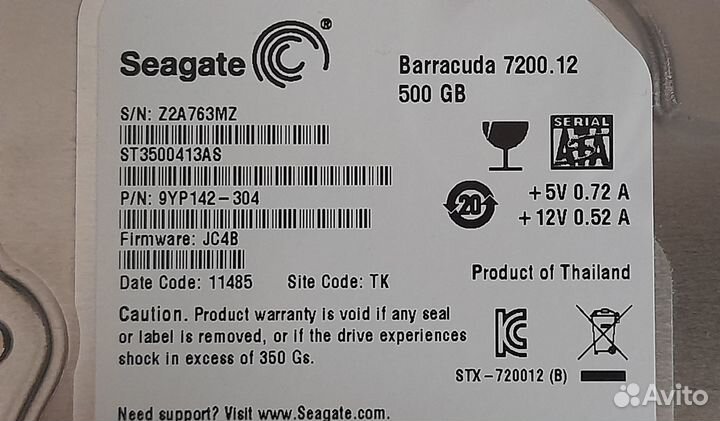 Seagate ®
Barracuda 7200.12
500 GB
S/N: Z2A763MZ
ST3500413AS
P/N: 9YP142-304
Firmware: JC4B
Date Code: 11485 Site Code: TK
SERIAL
ATA
20
+5V 0.72 A
+12V 0.52 A
Product of Thailand
Caution. Product warranty is void if any seal
or label is removed, or if the drive experiences
shock in excess of 350 Gs.
STX-720012 (B)
Need support? Visit www.Seagate.com.
Avito